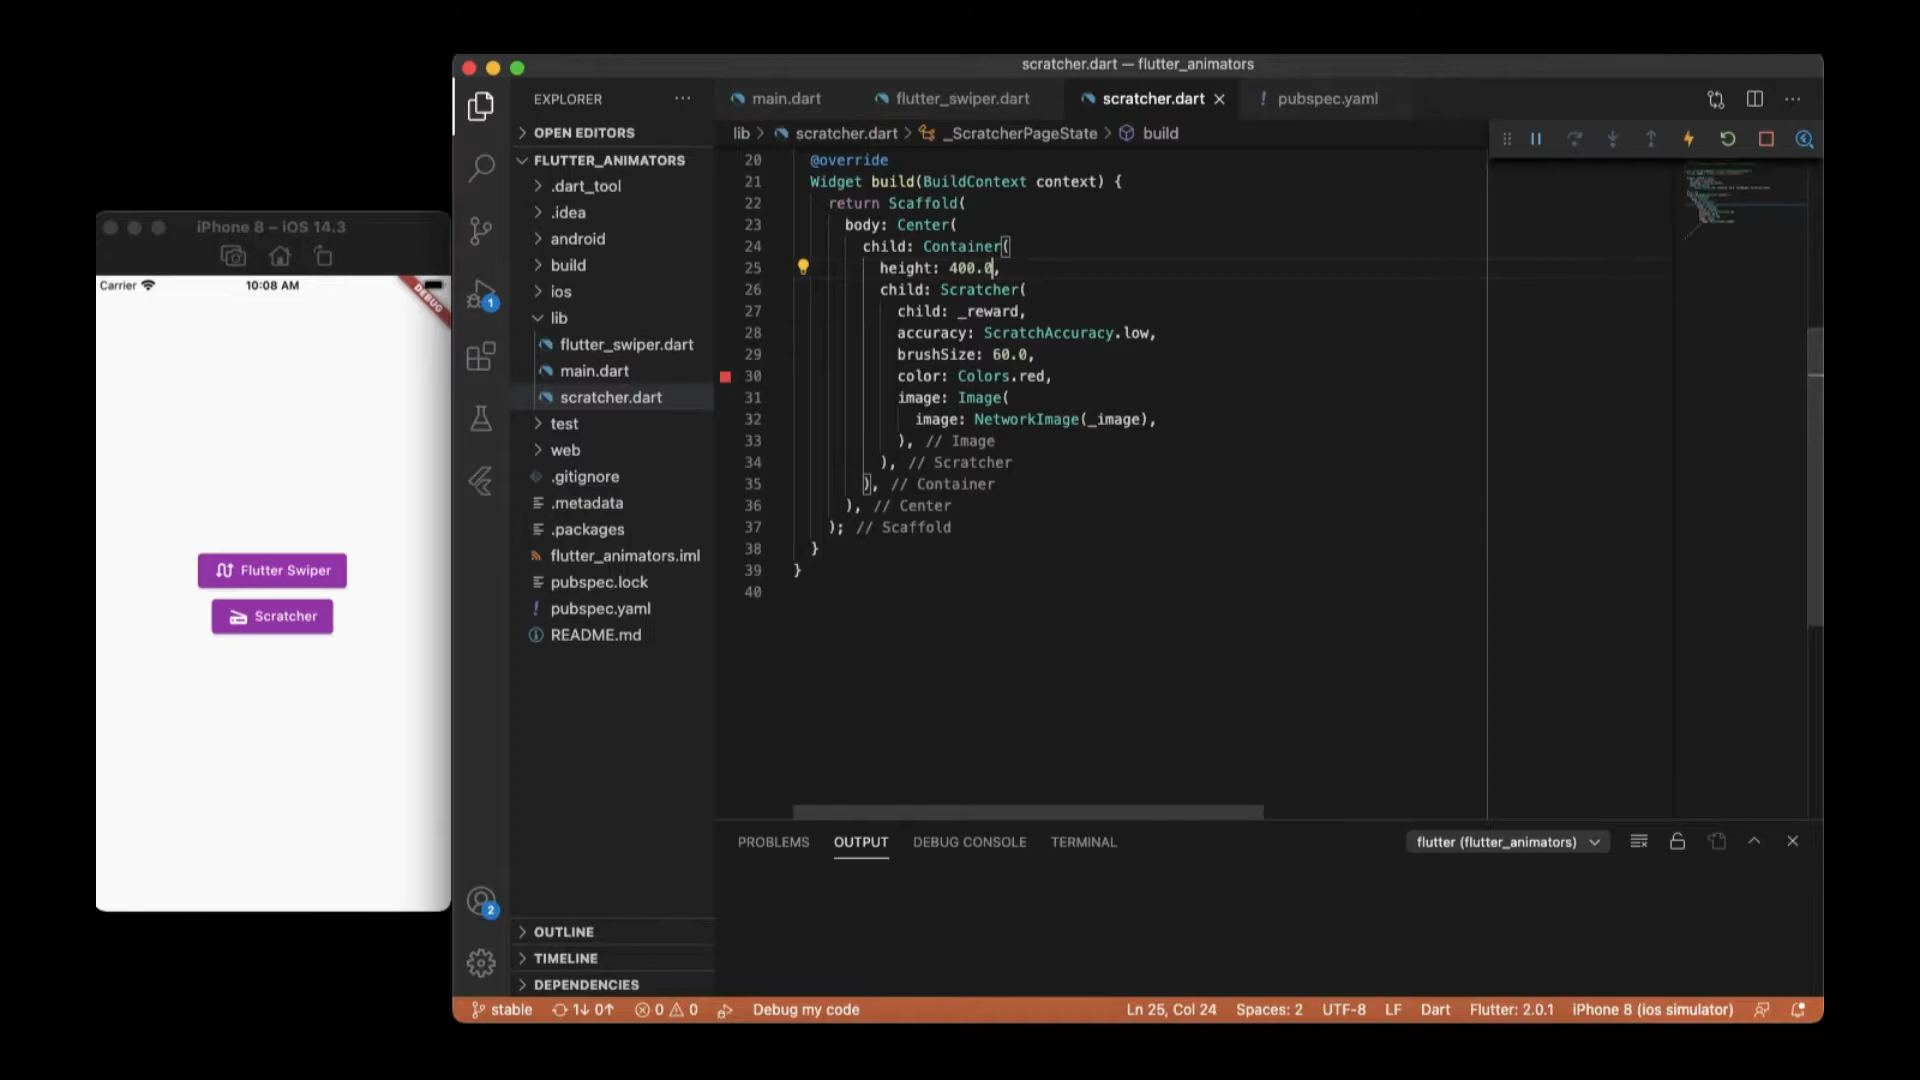 scratcher.dart — flutter_animators
EXPLORER
main.dart
flutter_swiper.dart
scratcher.dart
! pubspec.yaml
OPEN EDITORS
lib > scratcher.dart > _ScratcherPageState > build
FLUTTER_ANIMATORS
.dart_tool
.idea
android
build
ios
lib
flutter_swiper.dart
main.dart
scratcher.dart
test
web
.gitignore
.metadata
.packages
flutter_animators.iml
pubspec.lock
! pubspec.yaml
README.md
OUTLINE
TIMELINE
DEPENDENCIES
1
2
20 @override
21 Widget build(BuildContext context) {
22 return Scaffold(
23 body: Center(
24 child: Container(
25 height: 400.0,
26 child: Scratcher(
27 child: _reward,
28 accuracy: ScratchAccuracy.low,
29 brushSize: 60.0,
30 color: Colors.red,
31 image: Image(
32 image: NetworkImage(_image),
33 ), // Image
34 ), // Scratcher
35 ), // Container
36 ), // Center
37 ); // Scaffold
38 }
39 }
40
iPhone 8 – iOS 14.3
Carrier
10:08 AM
DEBUG
Flutter Swiper
Scratcher
PROBLEMS
OUTPUT
DEBUG CONSOLE
TERMINAL
flutter (flutter_animators)
stable
1↓ 0↑
0
0
Debug my code
Ln 25, Col 24
Spaces: 2
UTF-8
LF
Dart
Flutter: 2.0.1
iPhone 8 (ios simulator)